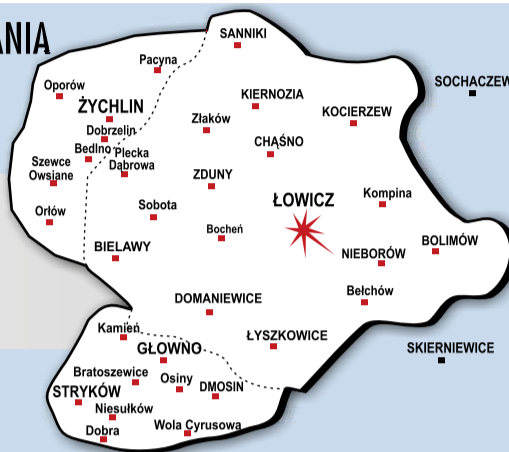 ANIA
SANNIKI
Pacyna
Oporów
SOCHACZEW
KIERNOZIA
ŻYCHLIN
KOCIERZEW
Złaków
Dobrzelin
CHĄŚNO
Bedlno
Plecka
Dąbrowa
Szewce
Owsiane
ZDUNY
Kompina
ŁOWICZ
Sobota
Orłów
Bocheń
BOLIMÓW
BIELAWY
NIEBORÓW
Bełchów
DOMANIEWICE
Kamień
ŁYSZKOWICE
GŁOWNO
SKIERNIEWICE
Bratoszewice
Osiny
DMOSIN
STRYKÓW
Niesułków
Dobra
Wola Cyrusowa